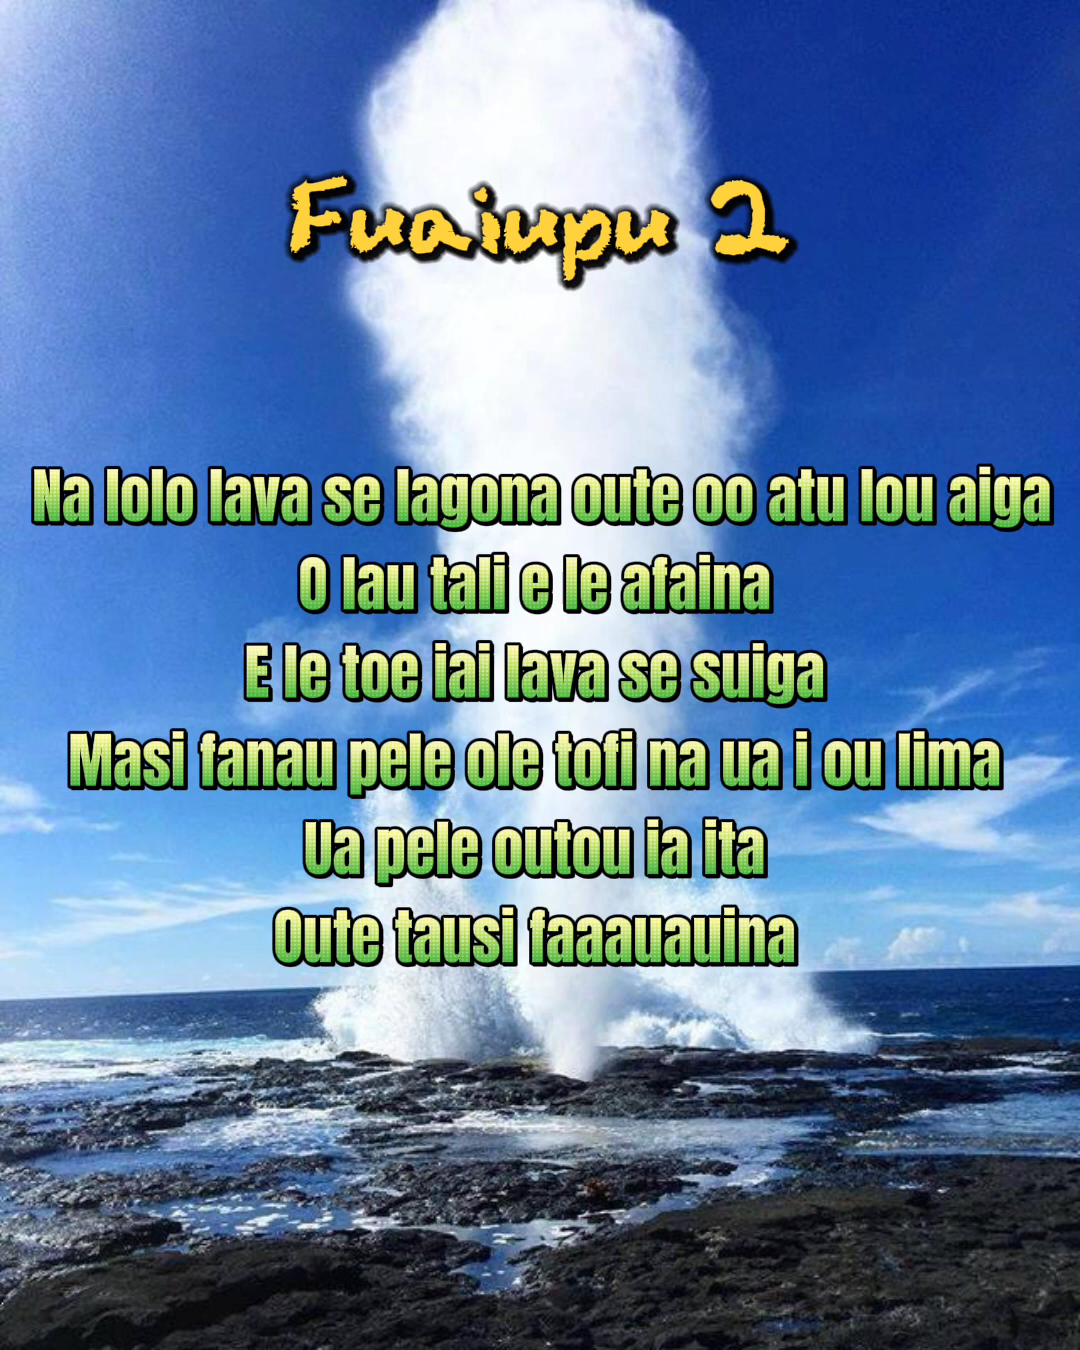 Fuaiupu 2
Na lolo lava se lagona oute oo atu lou aiga
O lau tali e le afaina
E le toe iai lava se suiga
Masi fanau pele ole tofi na ua i ou lima
Ua pele outou ia ita
Oute tausi faaauauina